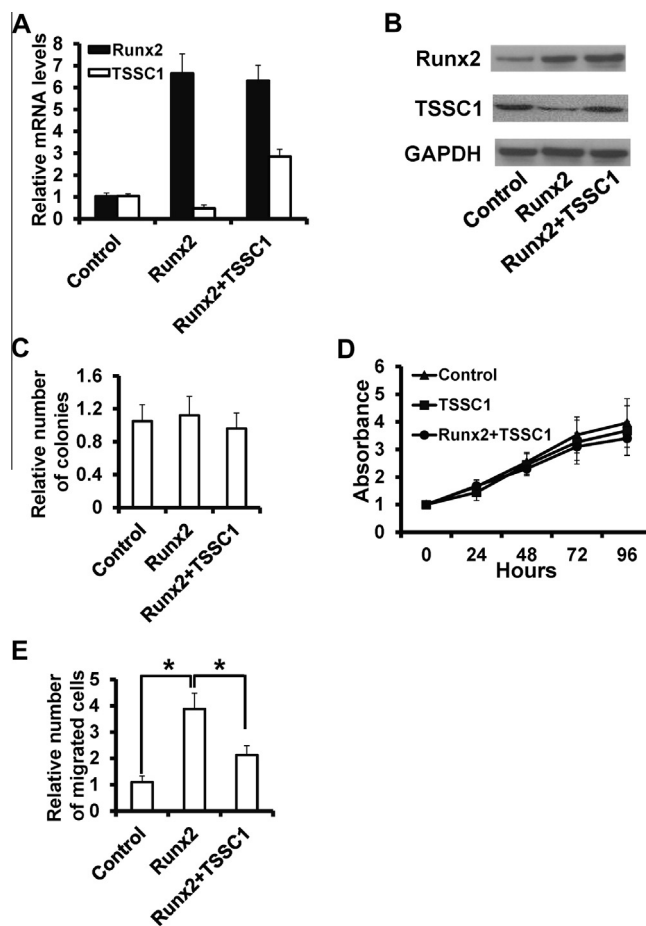 A
Relative mRNA levels
8
7
6
5
4
3
2
1
0
Runx2
TSSC1
Control
Runx2
Runx2+TSSC1
B
Runx2
TSSC1
GAPDH
Control
Runx2
Runx2+TSSC1
C
Relative number
of colonies
1.6
1.2
0.8
0.4
0
Control
Runx2
Runx2+TSSC1
D
Absorbance
6
5
4
3
2
1
0
Control
TSSC1
Runx2+TSSC1
0 24 48 72 96
Hours
E
Relative number
of migrated cells
5
4
3
2
1
0
* *
Control
Runx2
Runx2+TSSC1